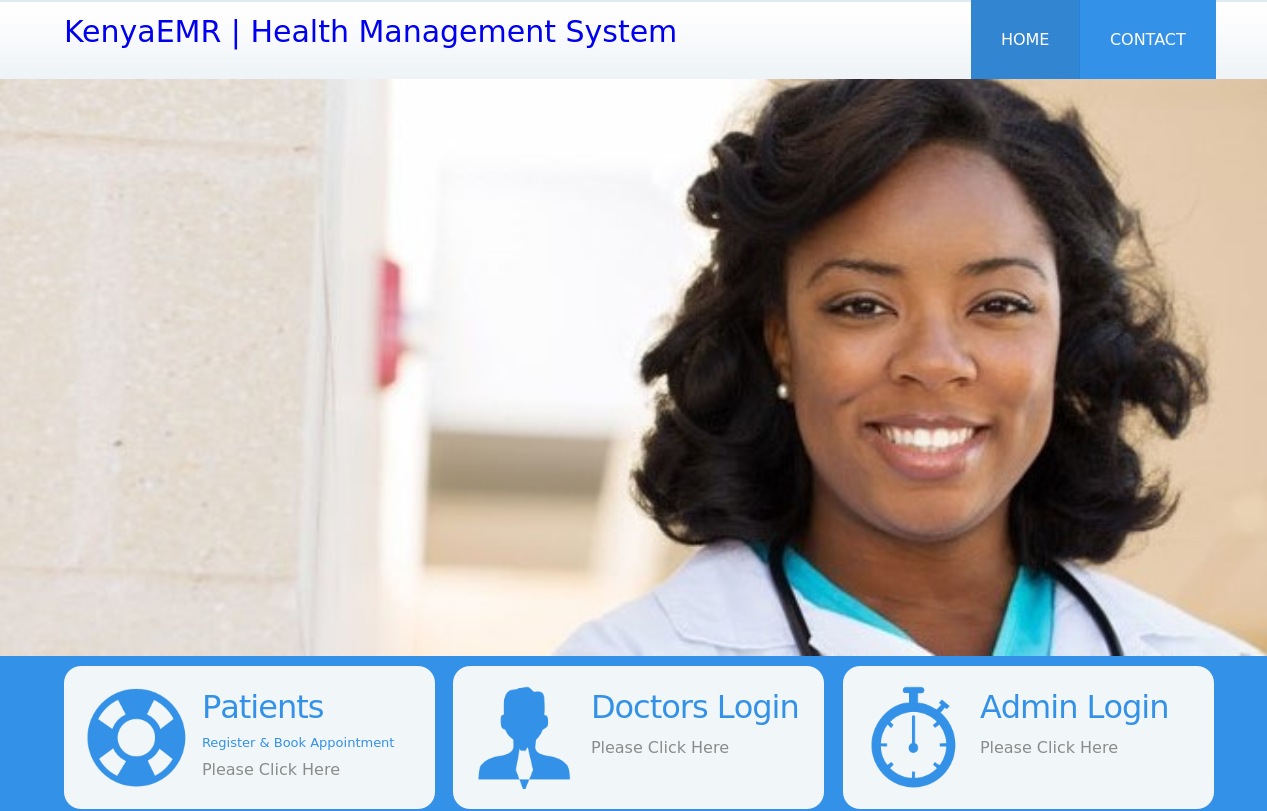 KenyaEMR | Health Management System
HOME
CONTACT
Patients
Register & Book Appointment
Please Click Here
Doctors Login
Please Click Here
Admin Login
Please Click Here